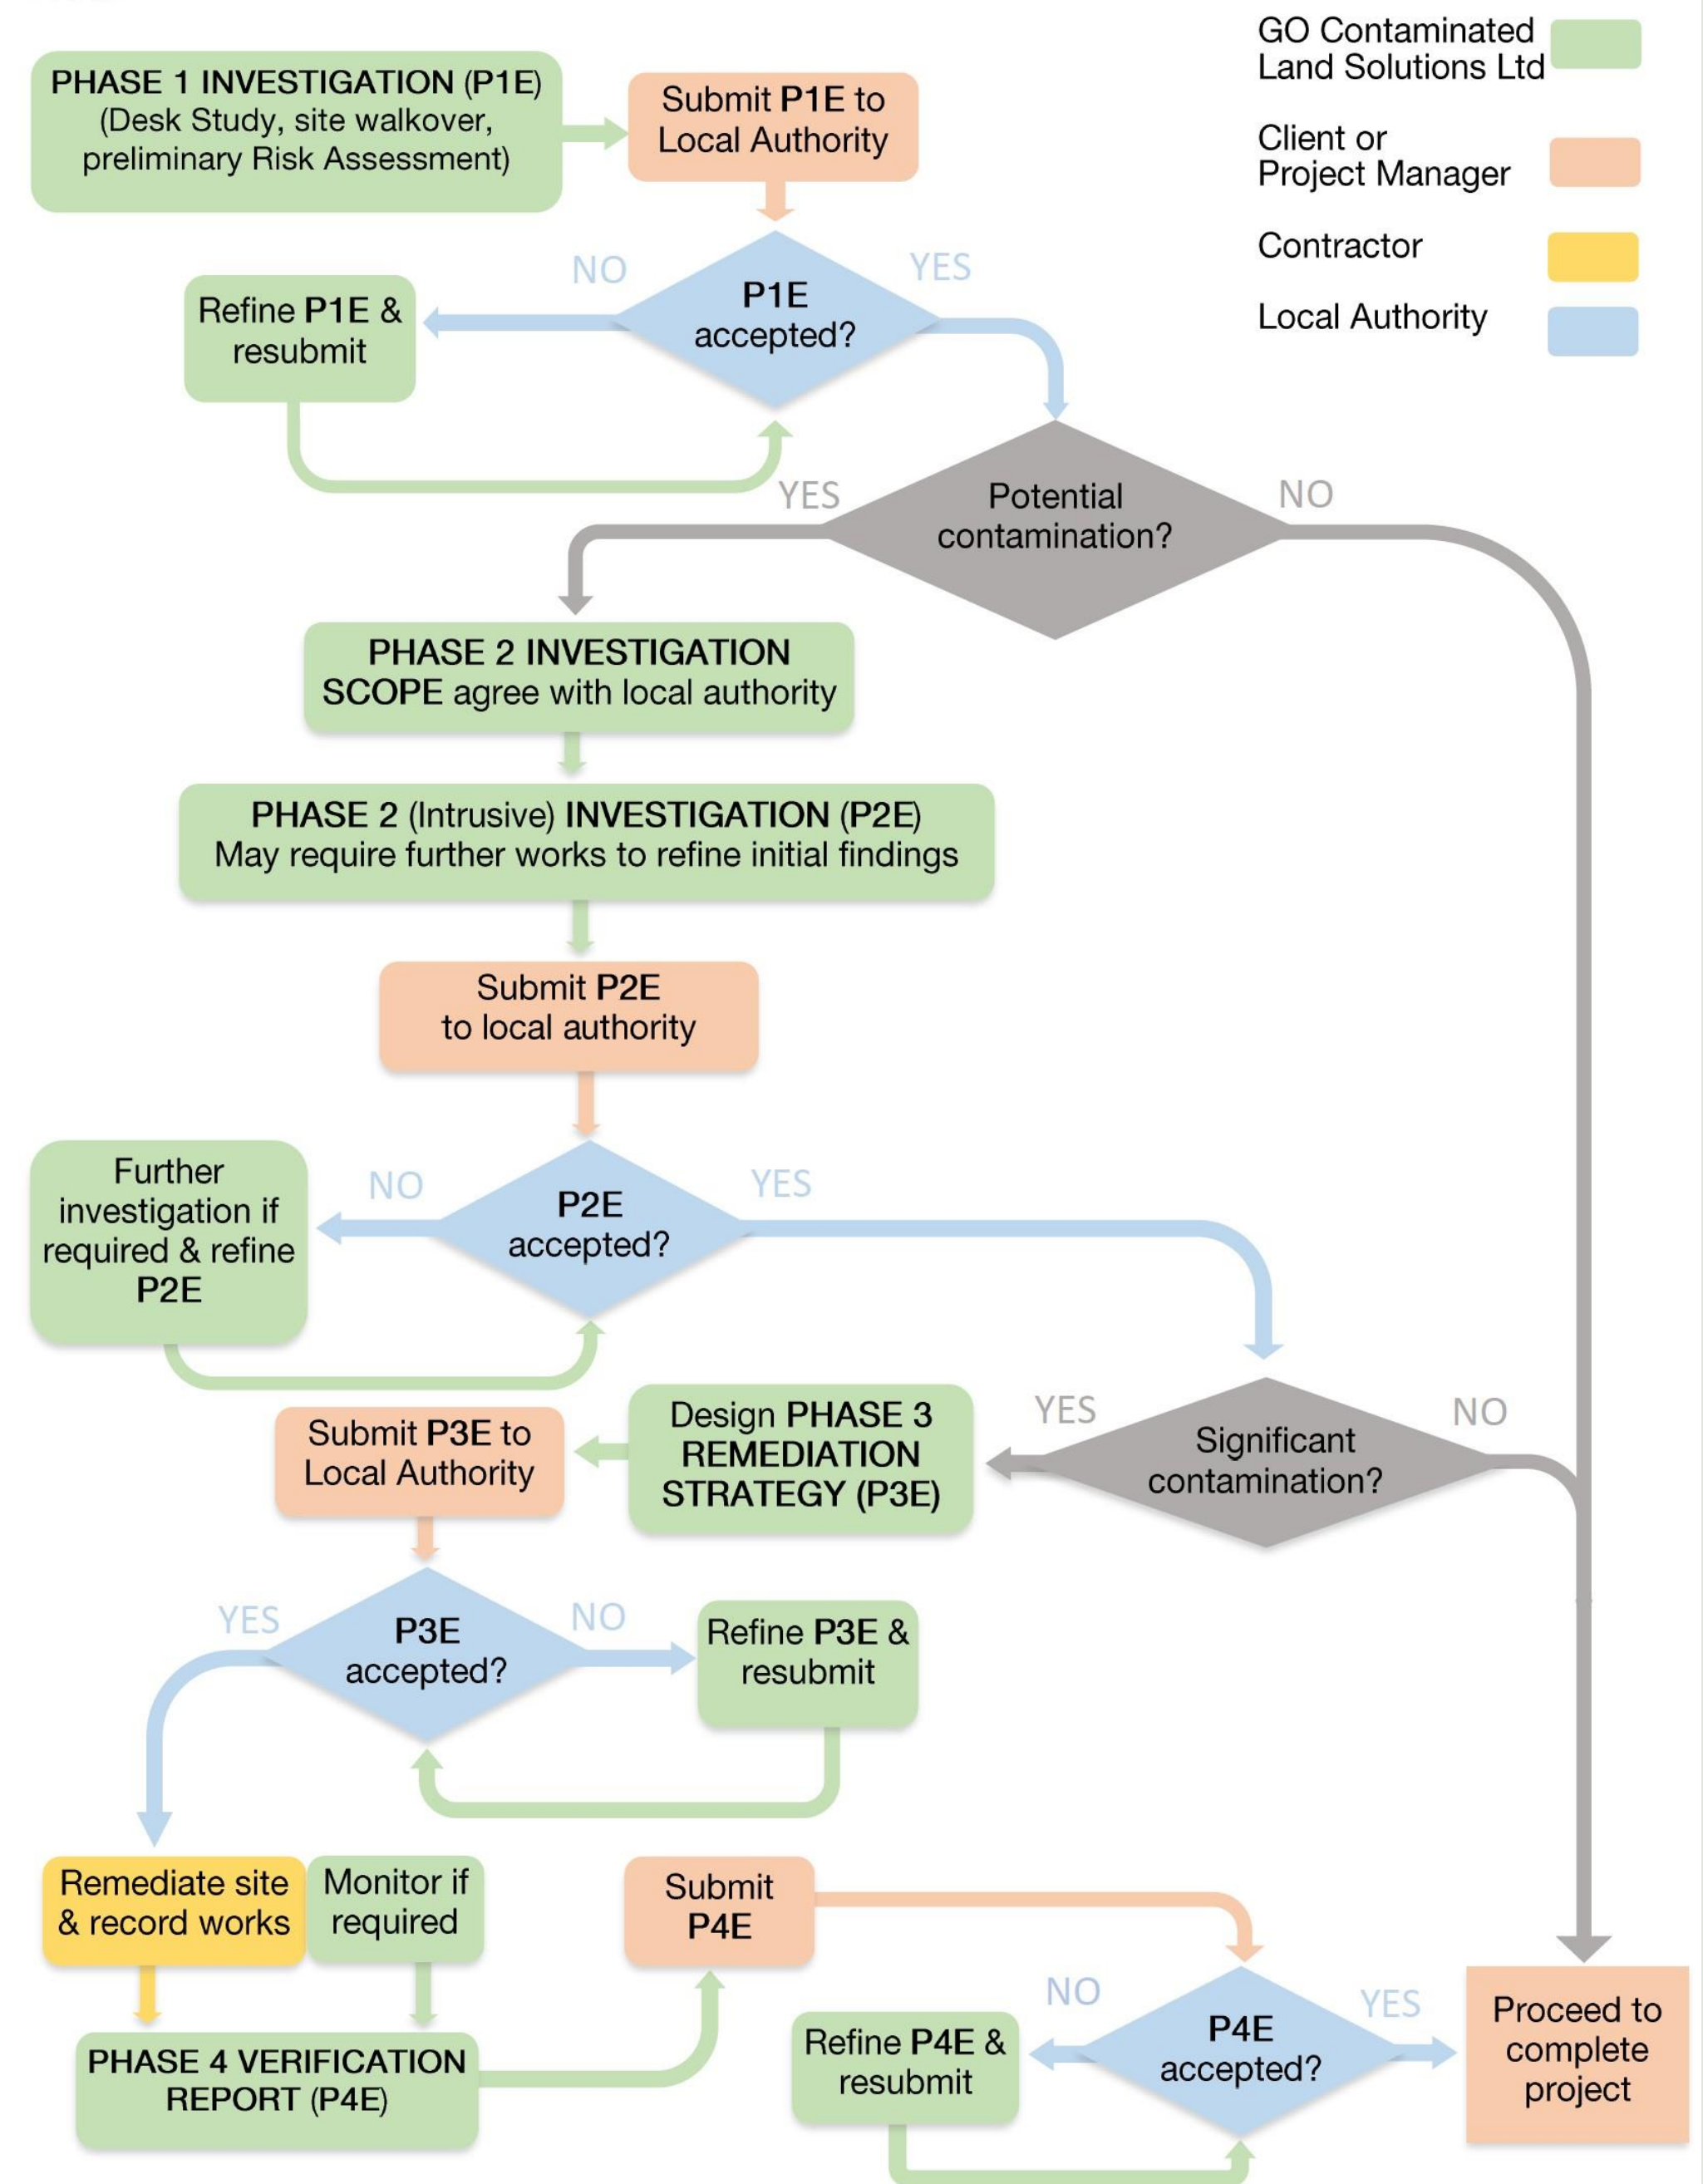 GO Contaminated
Land Solutions Ltd
Client or
Project Manager
Contractor
Local Authority
PHASE 1 INVESTIGATION (P1E)
(Desk Study, site walkover,
preliminary Risk Assessment)
Submit P1E to
Local Authority
NO
YES
P1E
accepted?
Refine P1E &
resubmit
YES
NO
Potential
contamination?
PHASE 2 INVESTIGATION
SCOPE agree with local authority
PHASE 2 (Intrusive) INVESTIGATION (P2E)
May require further works to refine initial findings
Submit P2E
to local authority
NO
YES
P2E
accepted?
Further
investigation if
required & refine
P2E
YES
NO
Significant
contamination?
Design PHASE 3
REMEDIATION
STRATEGY (P3E)
Submit P3E to
Local Authority
YES
NO
P3E
accepted?
Refine P3E &
resubmit
Remediate site
& record works
Monitor if
required
PHASE 4 VERIFICATION
REPORT (P4E)
Submit
P4E
NO
YES
P4E
accepted?
Refine P4E &
resubmit
Proceed to
complete
project